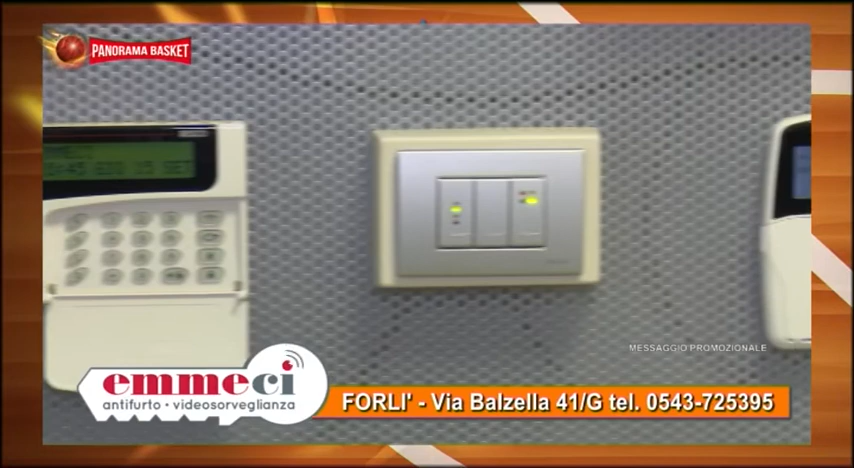 PANORAMA BASKET
MESSAGGIO PROMOZIONALE
emmeci
antifurto · videosorveglianza
FORLI' - Via Balzella 41/G tel. 0543-725395